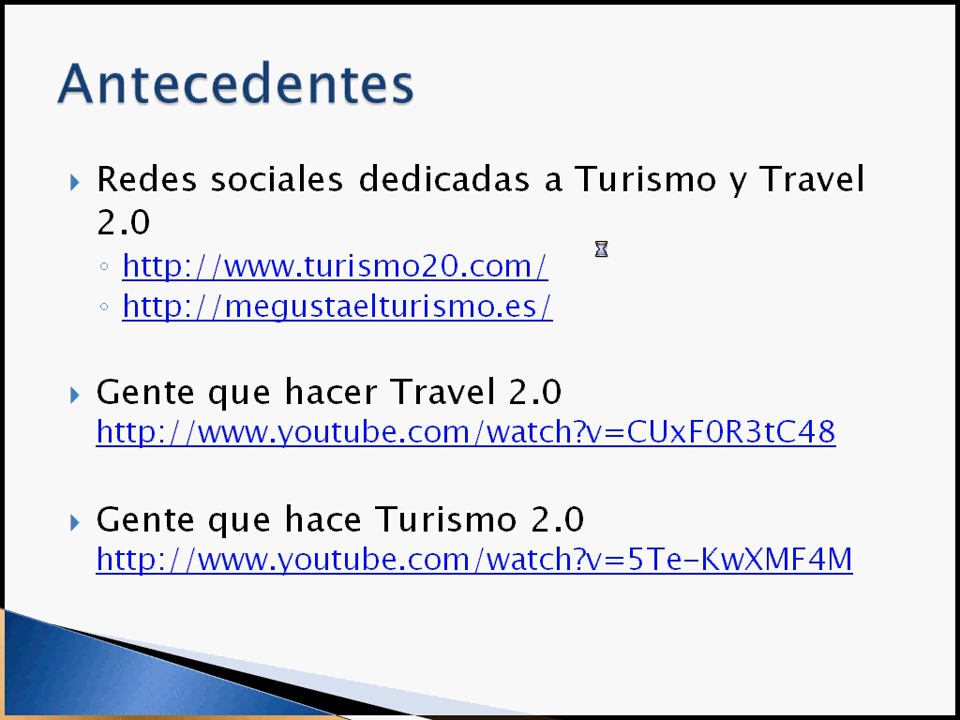 Antecedentes
Redes sociales dedicadas a Turismo y Travel
2.0
http://www.turismo20.com/
http://megustaelturismo.es/
Gente que hacer Travel 2.0
http://www.youtube.com/watch?v=CUxF0R3tC48
Gente que hace Turismo 2.0
http://www.youtube.com/watch?v=5Te-KwXMF4M